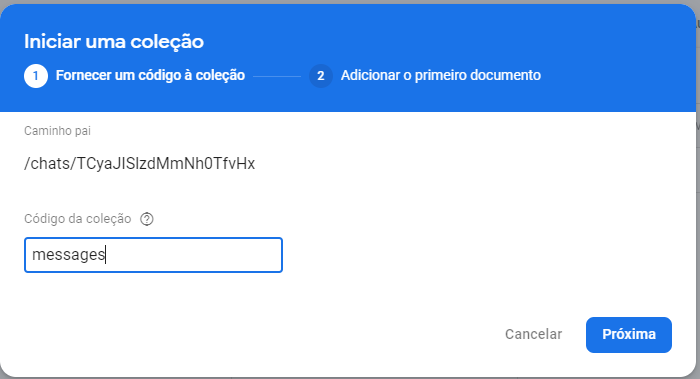 Iniciar uma coleção
1 Fornecer um código à coleção 2 Adicionar o primeiro documento
Caminho pai
/chats/TCyaJISlzdMmNh0TfvHx
Código da coleção ?
messages
Cancelar Próxima